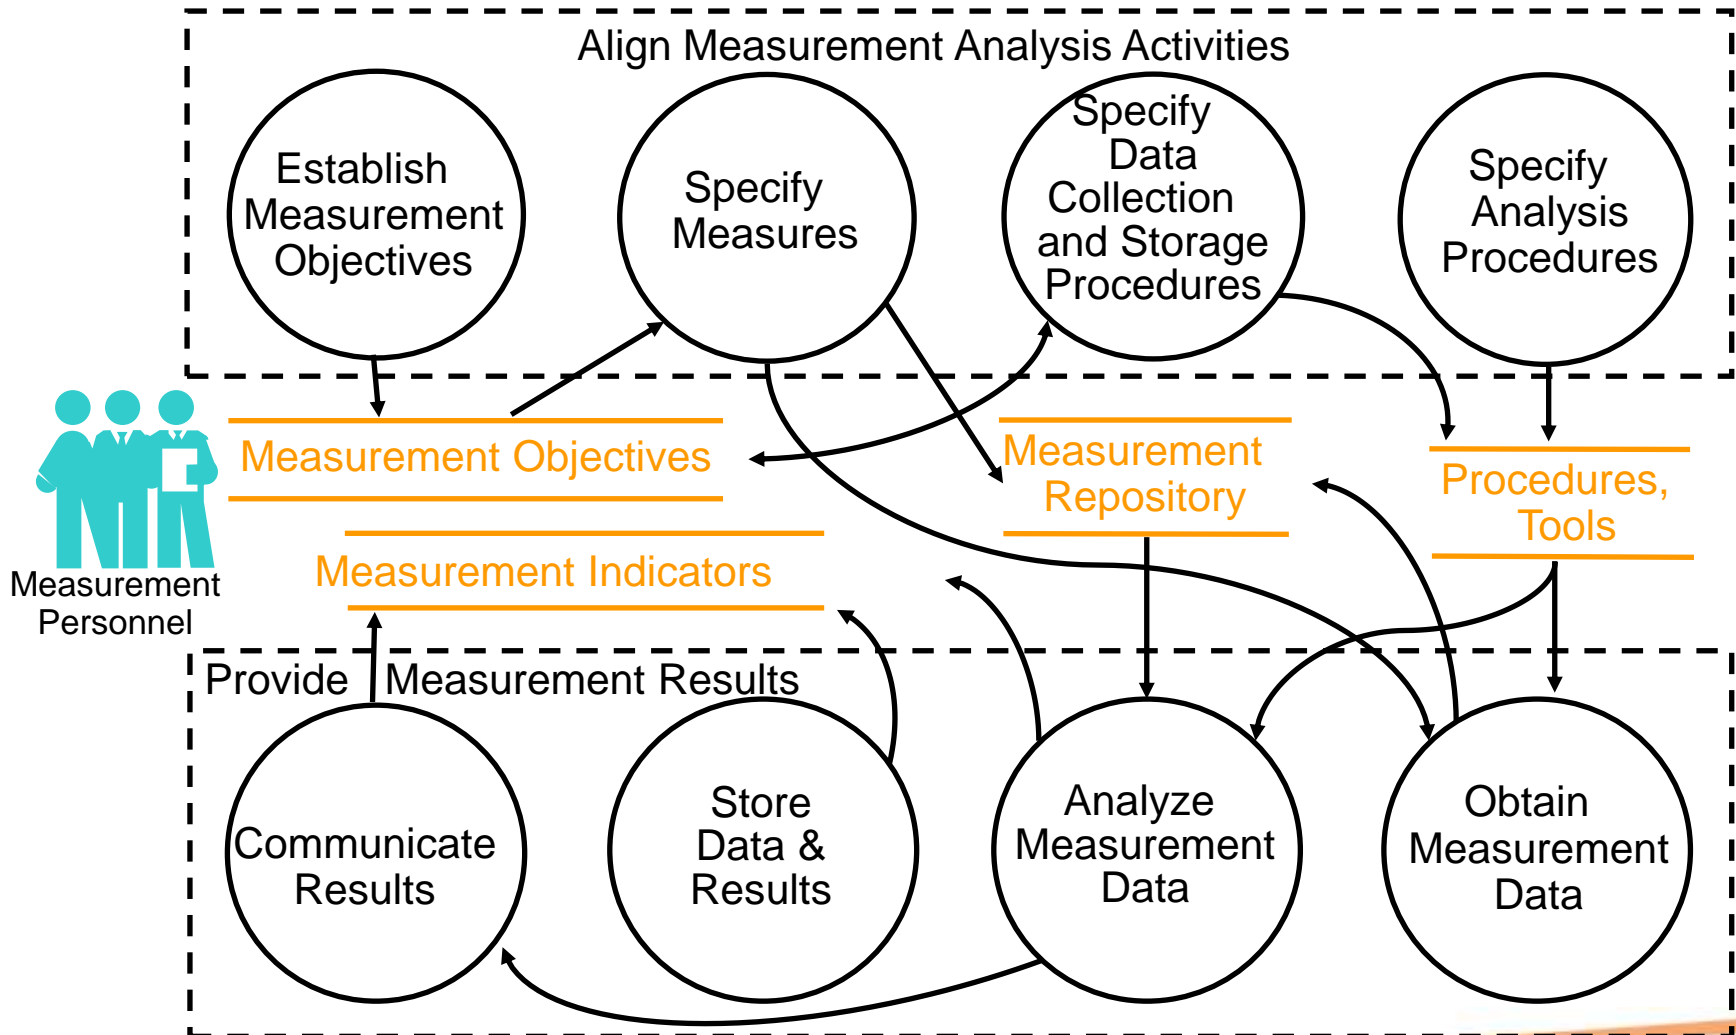 Align Measurement Analysis Activities
Establish
Measurement
Objectives
Specify
Measures
Specify
Data
Collection
and Storage
Procedures
Specify
Analysis
Procedures
Measurement Objectives
Measurement
Repository
Procedures,
Tools
Measurement Indicators
Measurement
Personnel
Provide Measurement Results
Communicate
Results
Store
Data &
Results
Analyze
Measurement
Data
Obtain
Measurement
Data